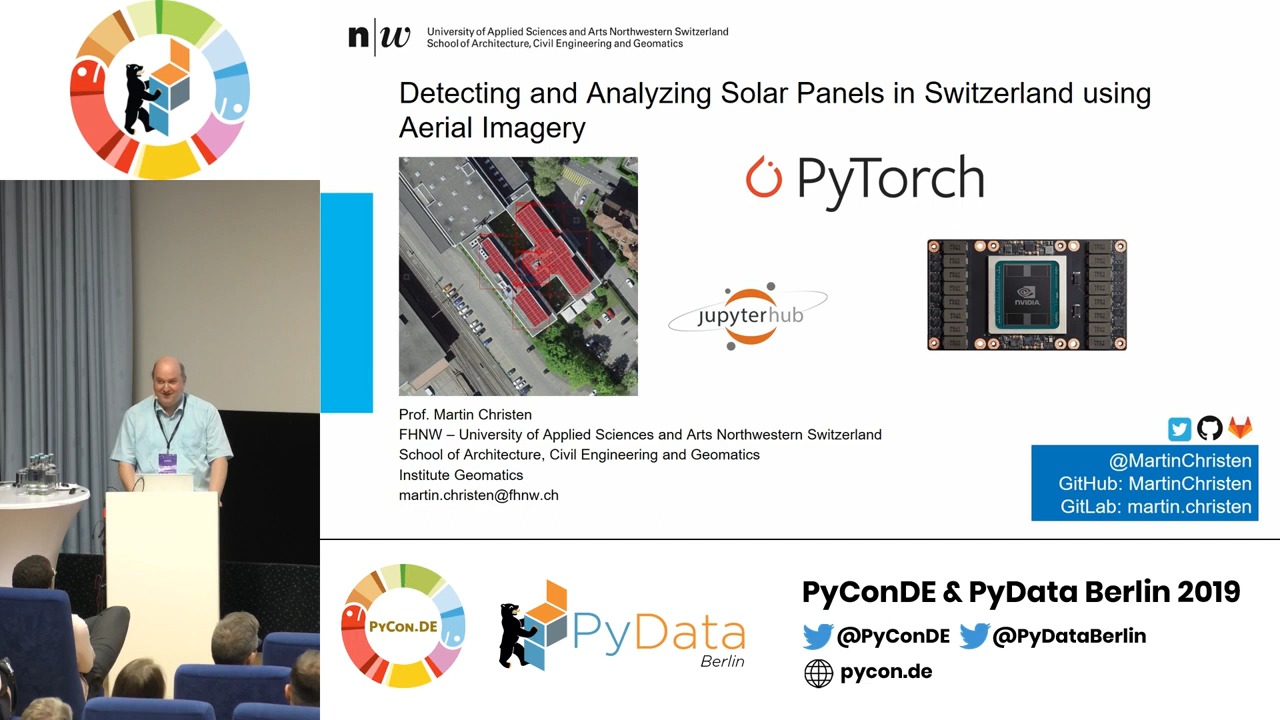 n|w
University of Applied Sciences and Arts Northwestern Switzerland
School of Architecture, Civil Engineering and Geomatics
Detecting and Analyzing Solar Panels in Switzerland using
Aerial Imagery
PyTorch
jupyterhub
NVIDIA
Prof. Martin Christen
FHNW – University of Applied Sciences and Arts Northwestern Switzerland
School of Architecture, Civil Engineering and Geomatics
Institute Geomatics
martin.christen@fhnw.ch
@MartinChristen
GitHub: MartinChristen
GitLab: martin.christen
PyCon.DE
PyData
Berlin
PyConDE & PyData Berlin 2019
@PyConDE @PyDataBerlin
pycon.de